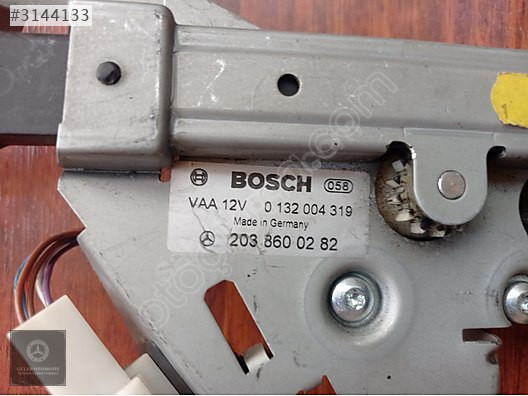 #3144133
BOSCH 058
VAA 12V 0 132 004 319
Made in Germany
203 860 02 82